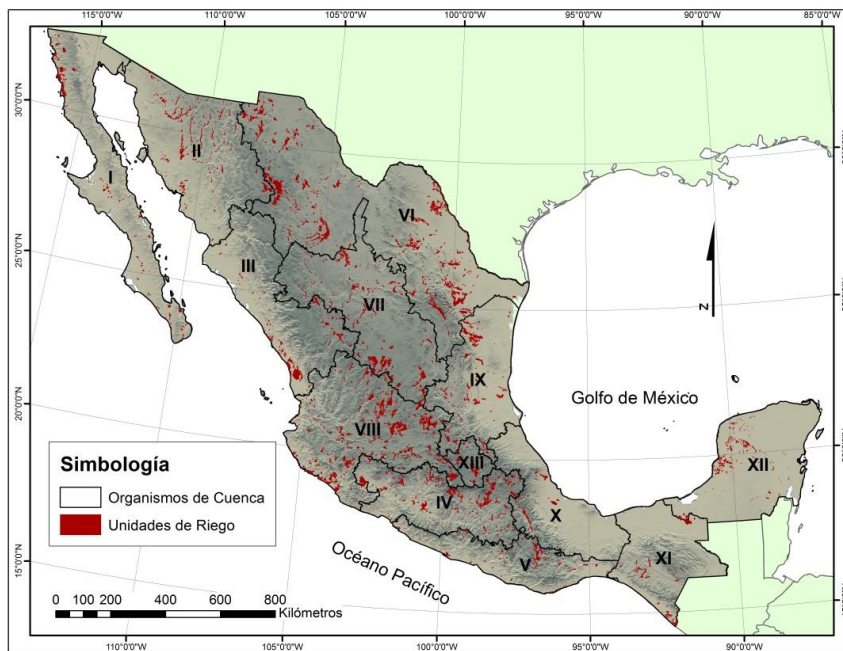 115°0'0"O
110°0'0"O
105°0'0"O
100°0'0"O
95°0'0"O
90°0'0"O
85°0'0"O
30°0'0"N
25°0'0"N
20°0'0"N
15°0'0"N
I
II
III
VI
VII
IX
VIII
XIII
IV
X
V
XI
XII
N
Golfo de México
Océano Pacífico
Simbología
Organismos de Cuenca
Unidades de Riego
0 100 200 400 600 800
Kilómetros
110°0'0"O
105°0'0"O
100°0'0"O
95°0'0"O
90°0'0"O